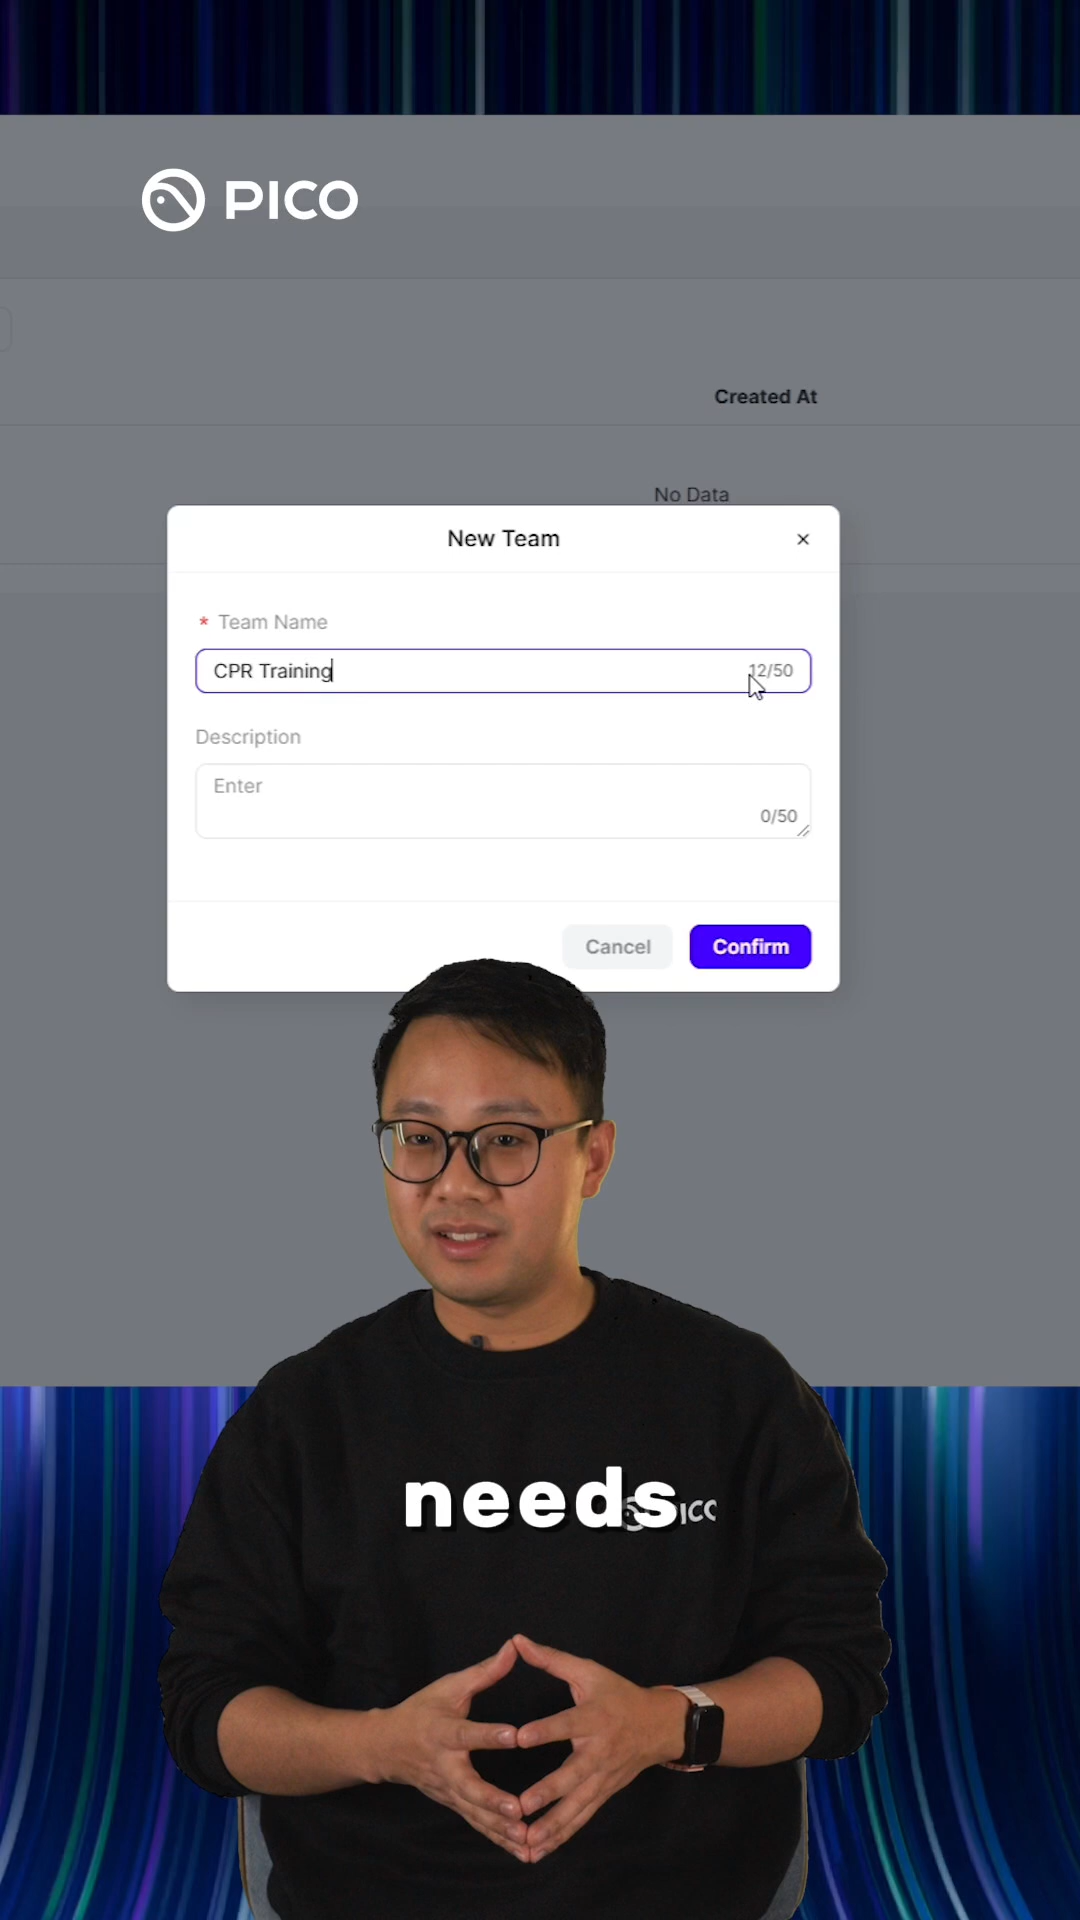 PICO
Created At
No Data
New Team
×
* Team Name
CPR Training
12/50
Description
Enter
0/50
Cancel
Confirm
needs